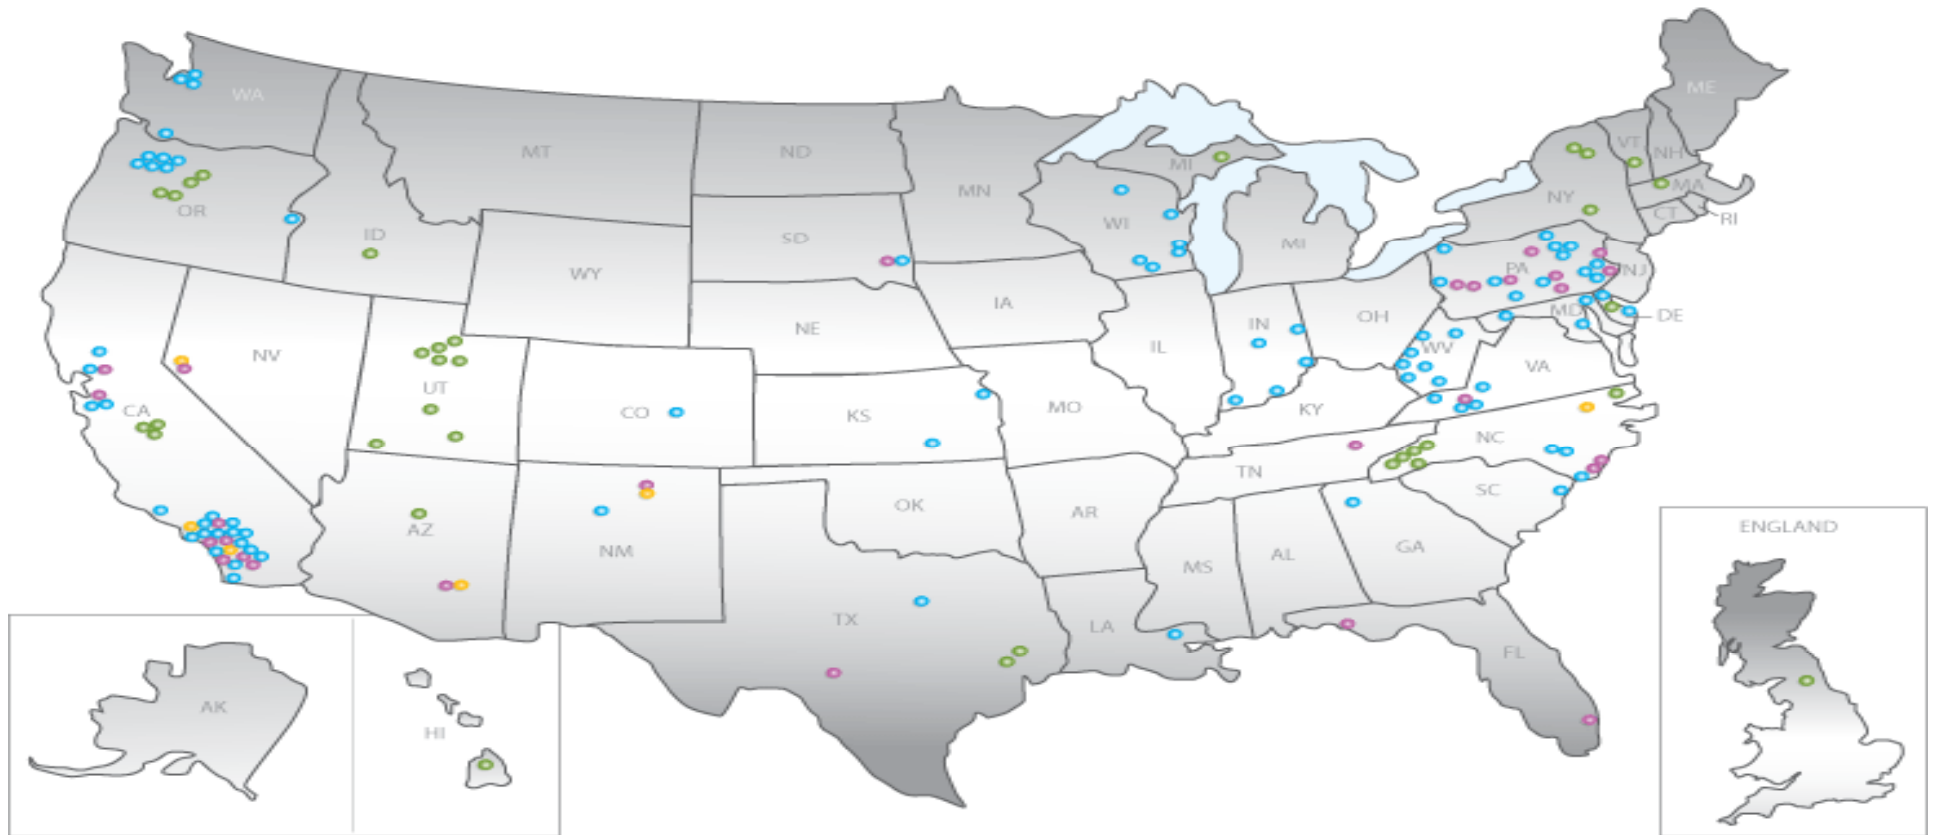 ME
WA
VT
NH
MT
ND
MI
MN
MA
NY
OR
CT
RI
WI
ID
SD
MI
WY
PA
NJ
IA
MD
DE
NE
IN
OH
NV
IL
WV
VA
UT
CA
CO
KS
MO
KY
NC
TN
SC
OK
AR
AZ
ENGLAND
NM
GA
AL
MS
TX
LA
FL
AK
HI